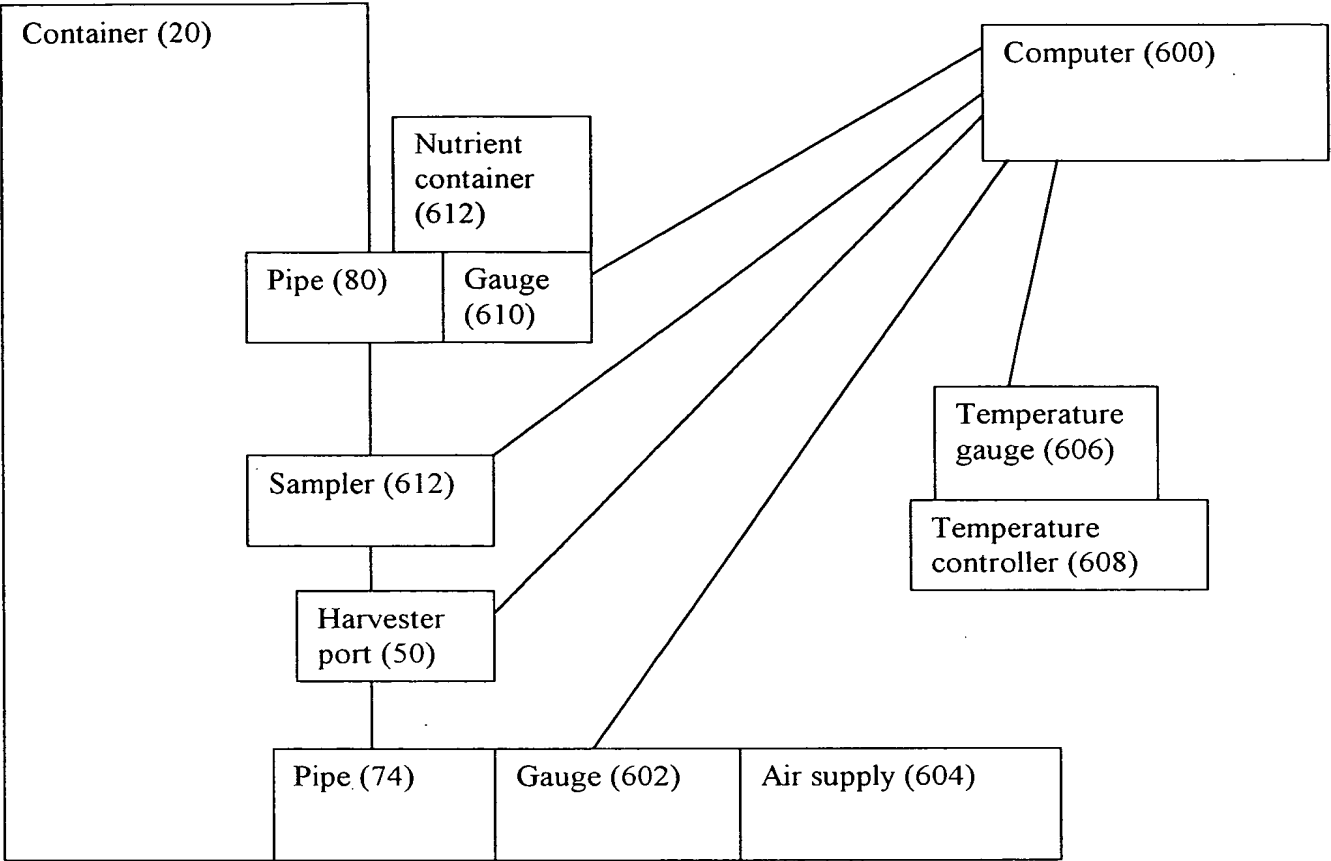 Container (20)
Computer (600)
Nutrient
container
(612)
Pipe (80)
Gauge
(610)
Temperature
gauge (606)
Sampler (612)
Temperature
controller (608)
Harvester
port (50)
Pipe (74)
Gauge (602)
Air supply (604)